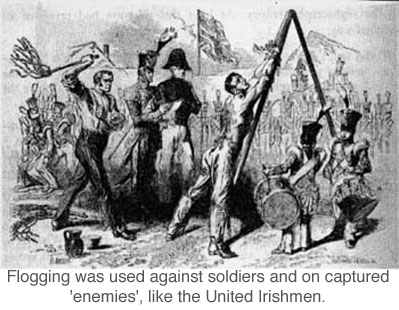 Flogging was used against soldiers and on captured
'enemies', like the United Irishmen.